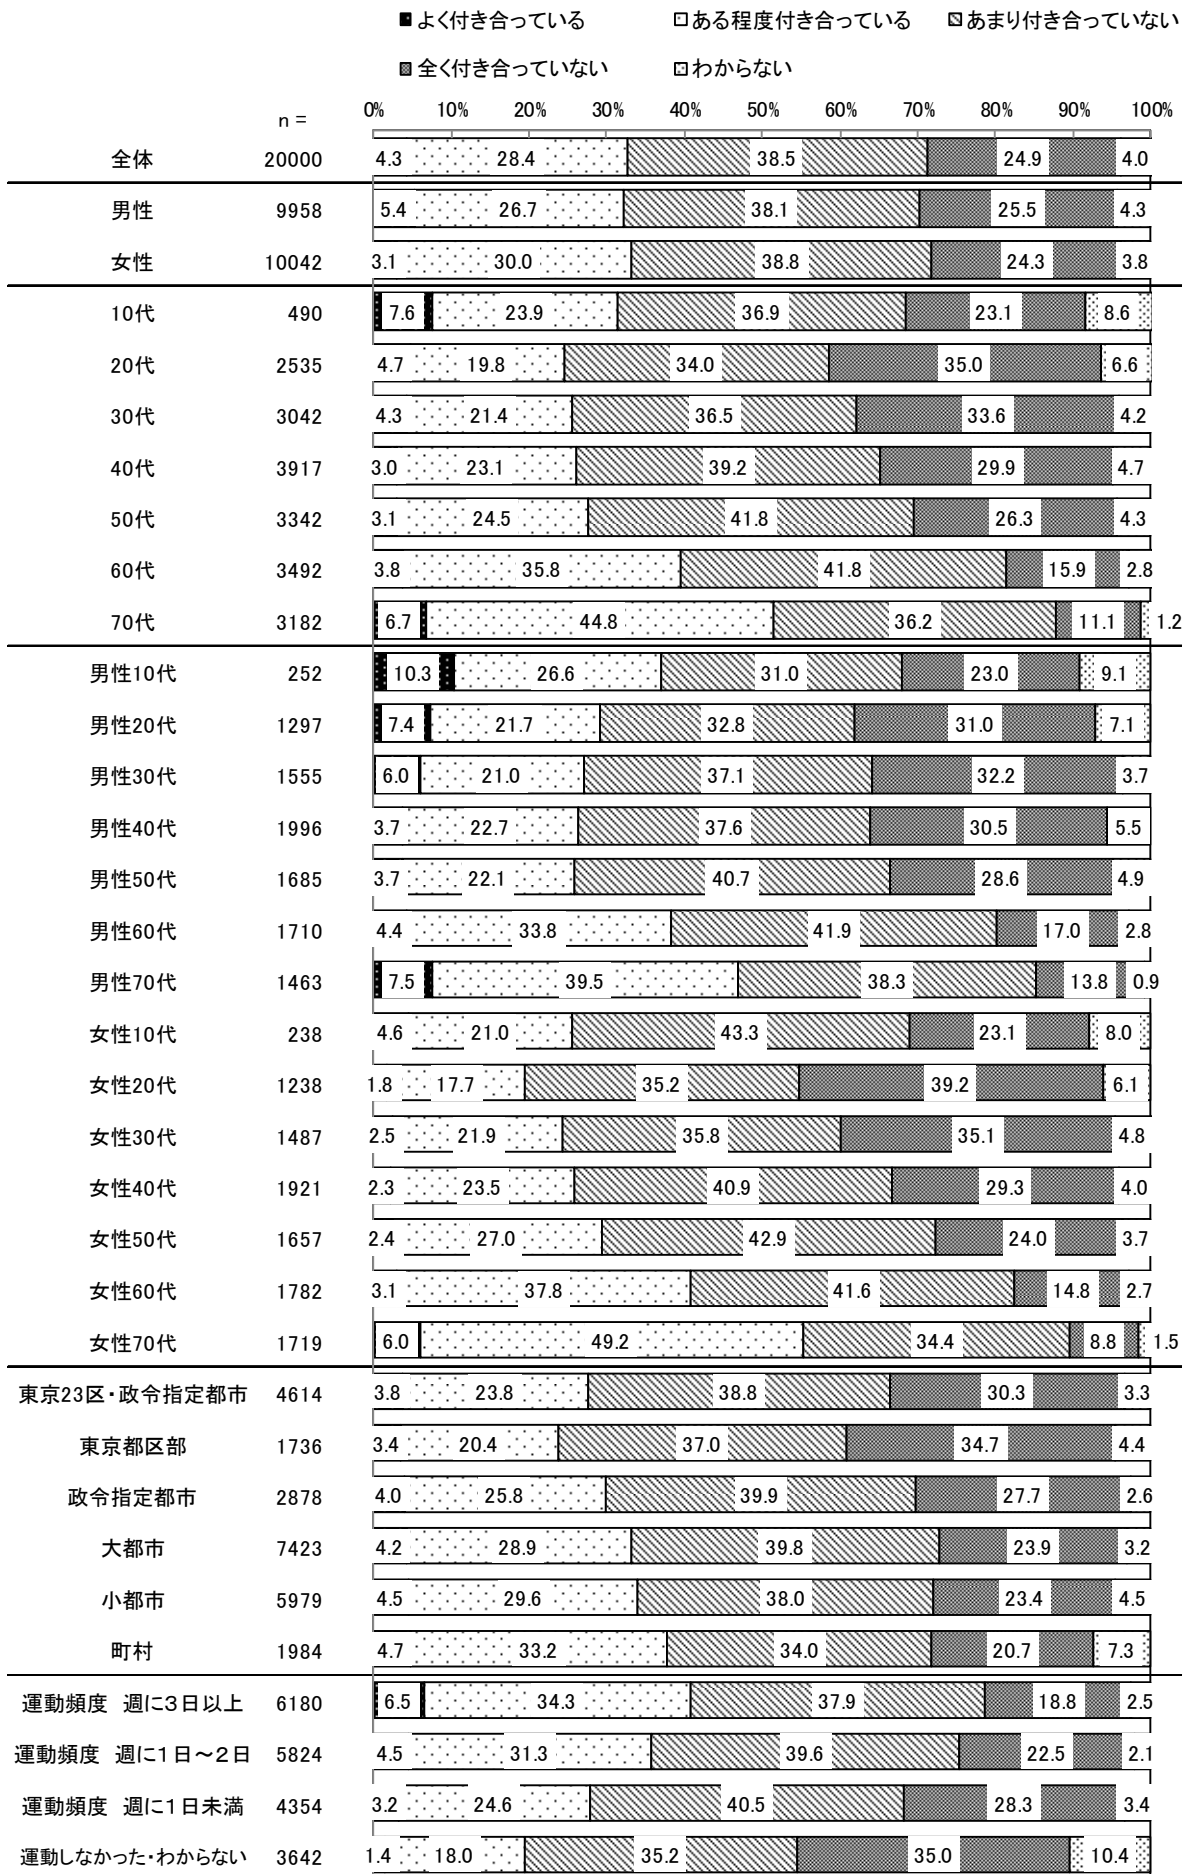 ■よく付き合っている □ある程度付き合っている □あまり付き合っていない
■全く付き合っていない □わからない
0% 10% 20% 30% 40% 50% 60% 70% 80% 90% 100%
n =
全体 20000 4.3 28.4 38.5 24.9 4.0
男性 9958 5.4 26.7 38.1 25.5 4.3
女性 10042 3.1 30.0 38.8 24.3 3.8
10代 490 7.6 23.9 36.9 23.1 8.6
20代 2535 4.7 19.8 34.0 35.0 6.6
30代 3042 4.3 21.4 36.5 33.6 4.2
40代 3917 3.0 23.1 39.2 29.9 4.7
50代 3342 3.1 24.5 41.8 26.3 4.3
60代 3492 3.8 35.8 41.8 15.9 2.8
70代 3182 6.7 44.8 36.2 11.1 1.2
男性10代 252 10.3 26.6 31.0 23.0 9.1
男性20代 1297 7.4 21.7 32.8 31.0 7.1
男性30代 1555 6.0 21.0 37.1 32.2 3.7
男性40代 1996 3.7 22.7 37.6 30.5 5.5
男性50代 1685 3.7 22.1 40.7 28.6 4.9
男性60代 1710 4.4 33.8 41.9 17.0 2.8
男性70代 1463 7.5 39.5 38.3 13.8 0.9
女性10代 238 4.6 21.0 43.3 23.1 8.0
女性20代 1238 1.8 17.7 35.2 39.2 6.1
女性30代 1487 2.5 21.9 35.8 35.1 4.8
女性40代 1921 2.3 23.5 40.9 29.3 4.0
女性50代 1657 2.4 27.0 42.9 24.0 3.7
女性60代 1782 3.1 37.8 41.6 14.8 2.7
女性70代 1719 6.0 49.2 34.4 8.8 1.5
東京23区・政令指定都市 4614 3.8 23.8 38.8 30.3 3.3
東京都区部 1736 3.4 20.4 37.0 34.7 4.4
政令指定都市 2878 4.0 25.8 39.9 27.7 2.6
大都市 7423 4.2 28.9 39.8 23.9 3.2
小都市 5979 4.5 29.6 38.0 23.4 4.5
町村 1984 4.7 33.2 34.0 20.7 7.3
運動頻度 週に3日以上 6180 6.5 34.3 37.9 18.8 2.5
運動頻度 週に1日～2日 5824 4.5 31.3 39.6 22.5 2.1
運動頻度 週に1日未満 4354 3.2 24.6 40.5 28.3 3.4
運動しなかった・わからない 3642 1.4 18.0 35.2 35.0 10.4